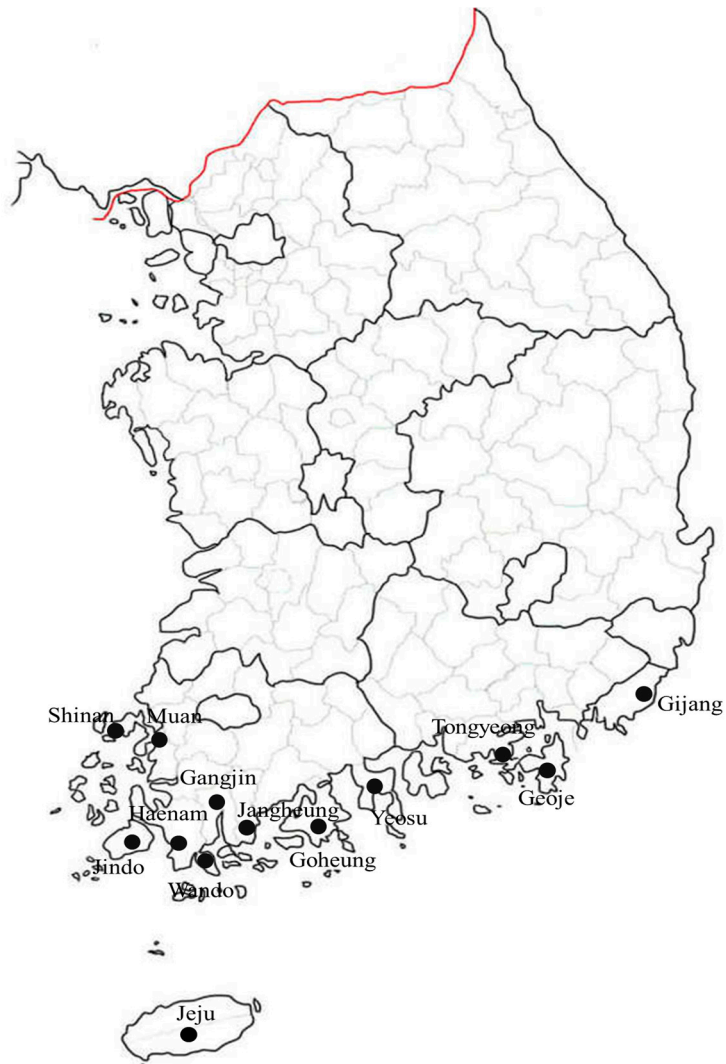 Gijang
Shinan
Muan
Tongyeong
Gangjin
Geoje
Haenam
Jangheung
Yeosu
Jindo
Goheung
Wando
Jeju